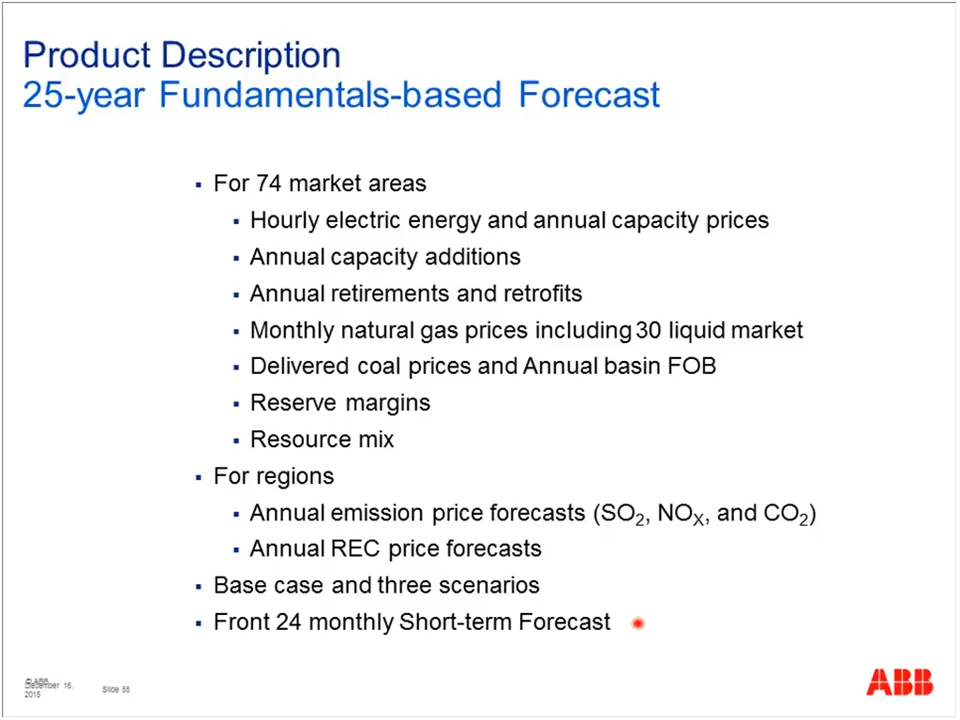 Product Description
25-year Fundamentals-based Forecast
▪ For 74 market areas
▪ Hourly electric energy and annual capacity prices
▪ Annual capacity additions
▪ Annual retirements and retrofits
▪ Monthly natural gas prices including 30 liquid market
▪ Delivered coal prices and Annual basin FOB
▪ Reserve margins
▪ Resource mix
▪ For regions
▪ Annual emission price forecasts (SO₂, NOₓ, and CO₂)
▪ Annual REC price forecasts
▪ Base case and three scenarios
▪ Front 24 monthly Short-term Forecast
© ABB
December 16,
2015
Slide 55
ABB